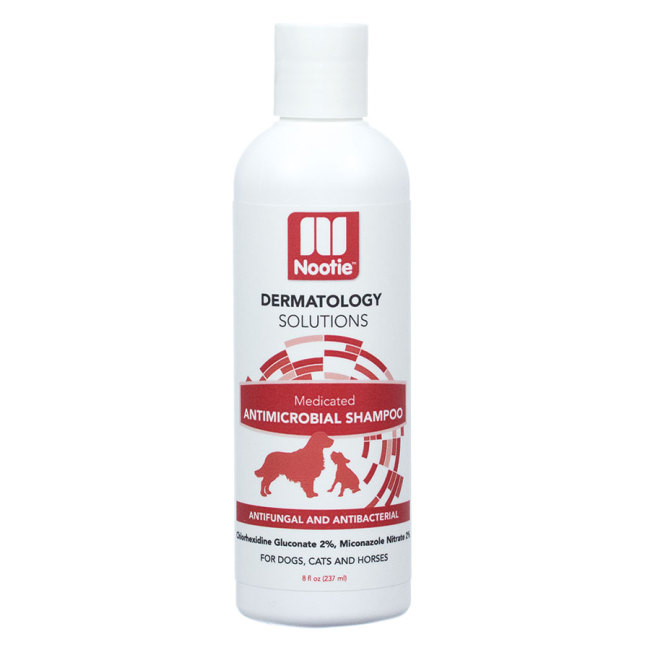 Nootie™
DERMATOLOGY
SOLUTIONS
Medicated
ANTIMICROBIAL SHAMPOO
ANTIFUNGAL AND ANTIBACTERIAL
Chlorhexidine Gluconate 2%, Miconazole Nitrate 2%
FOR DOGS, CATS AND HORSES
8 fl oz (237 ml)